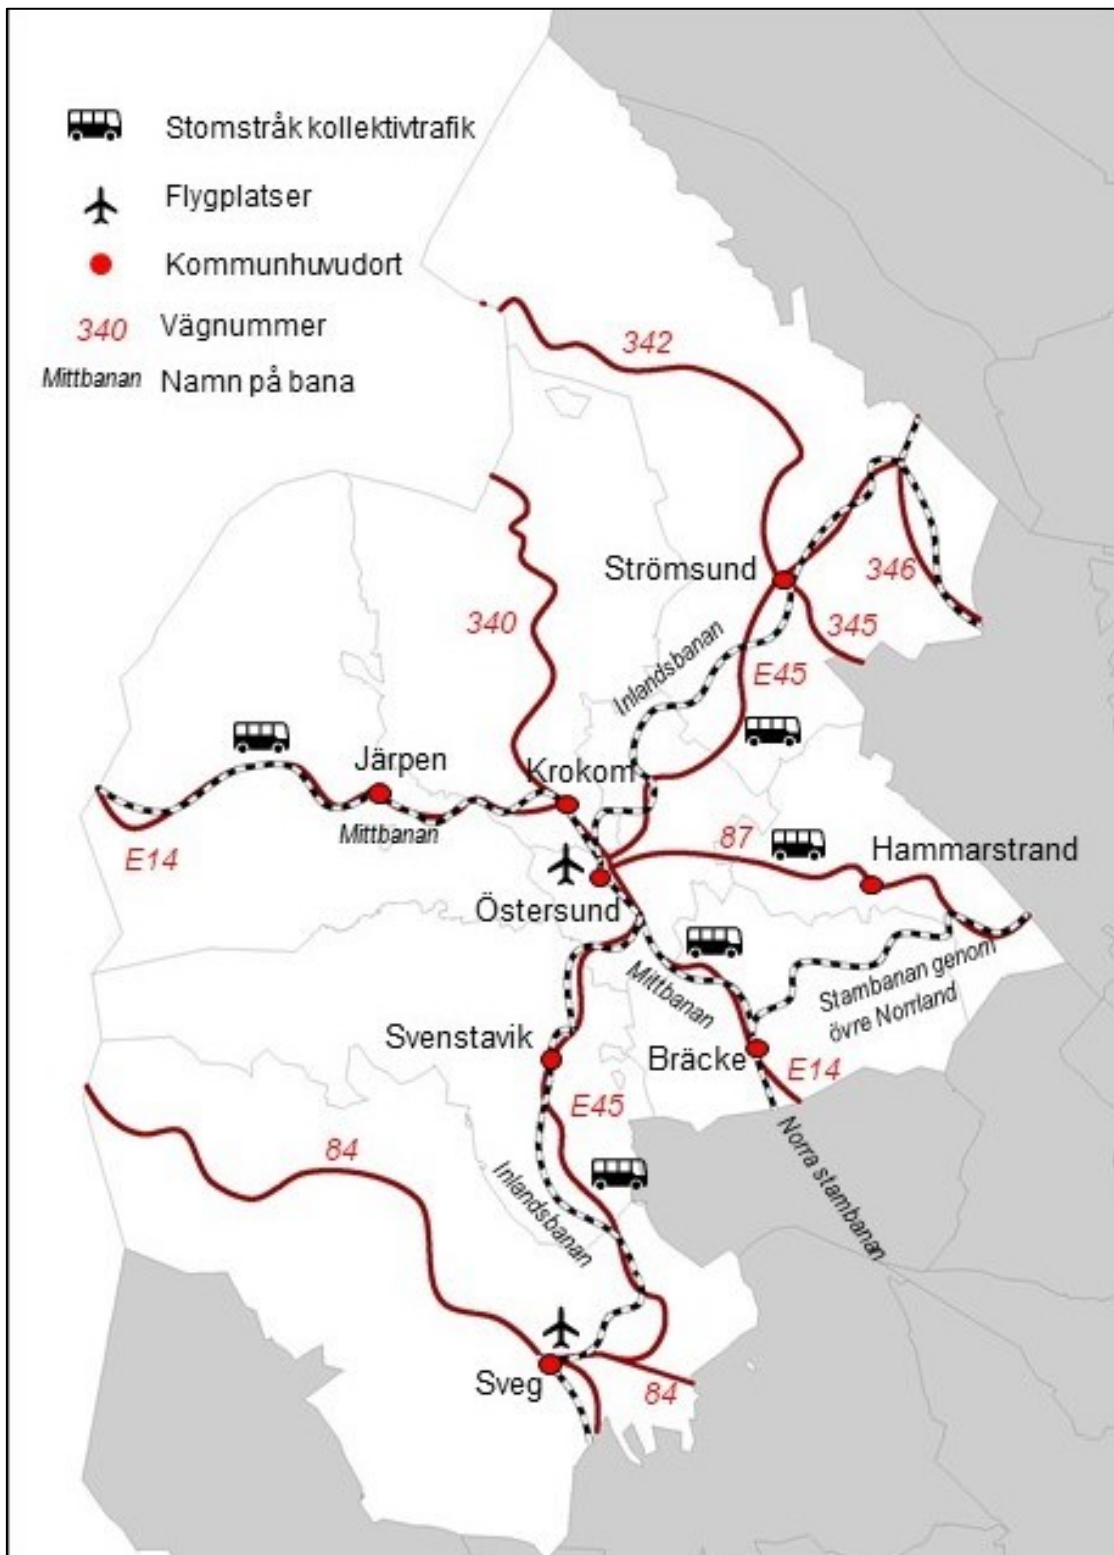 Stomstråk kollektivtrafik
Flygplatser
Kommunhuvudort
340 Vägnummer
Mittbanan Namn på bana
342
Strömsund
346
340
345
Inlandsbanan
E45
Järpen
Krokom
Mittbanan
E14
87
Hammarstrand
Östersund
Mittbanan
Stambanan genom
övre Norrland
Svenstavik
Bräcke
E14
E45
84
Inlandsbanan
Norra stambanan
Sveg
84